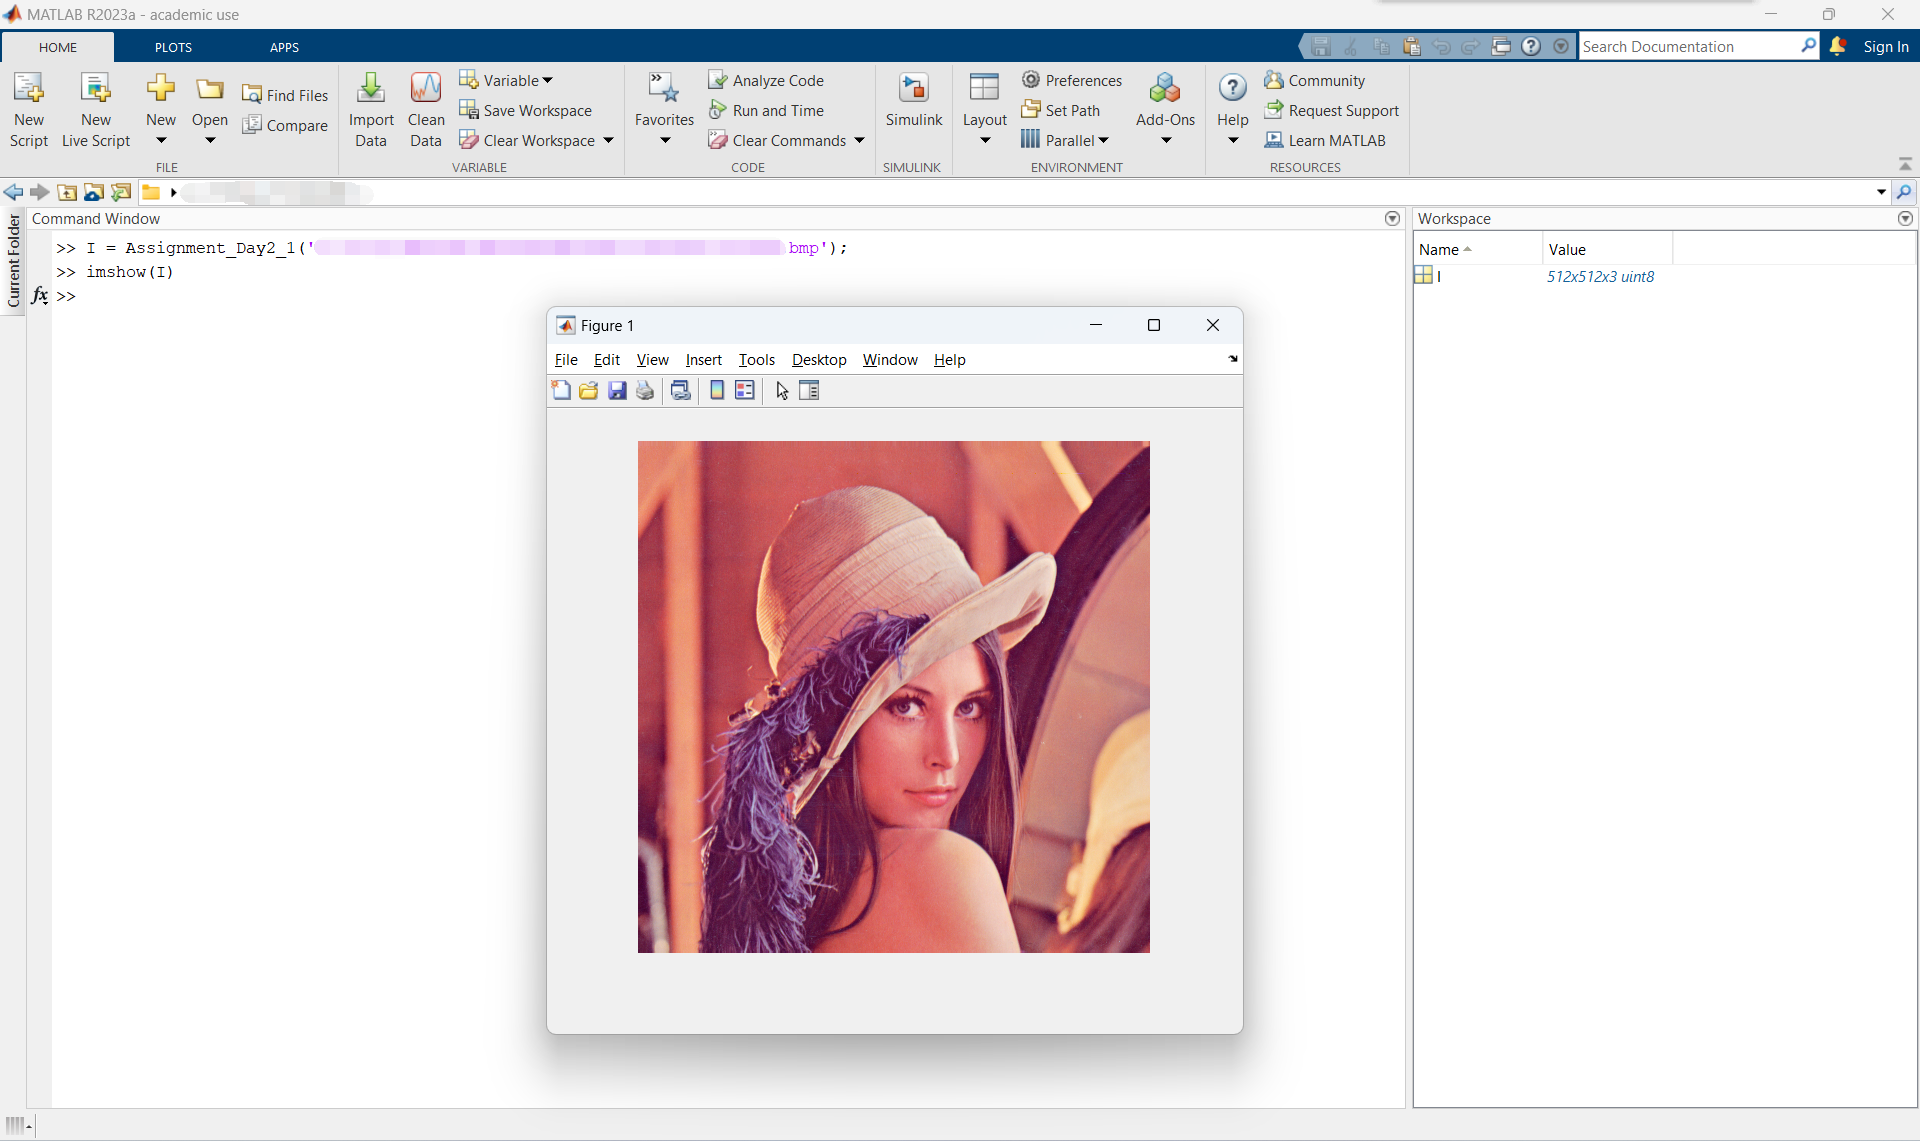 MATLAB R2023a - academic use
HOME PLOTS APPS
Search Documentation
Sign In
New Script
New Live Script
New
Open
Find Files
Compare
FILE
Import Data
Clean Data
Variable
Save Workspace
Clear Workspace
VARIABLE
Favorites
Analyze Code
Run and Time
Clear Commands
CODE
Simulink
SIMULINK
Layout
Preferences
Set Path
Parallel
Add-Ons
ENVIRONMENT
Help
Community
Request Support
Learn MATLAB
RESOURCES
Current Folder
Command Window
>> I = Assignment_Day2_1('bmp');
>> imshow(I)
fx >>
Figure 1
File Edit View Insert Tools Desktop Window Help
Workspace
Name Value
I 512x512x3 uint8